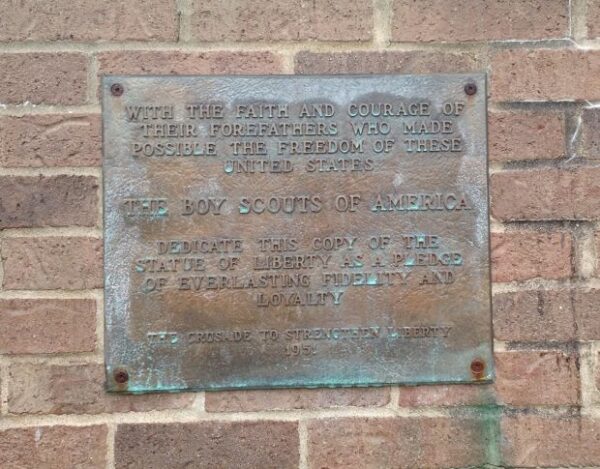 WITH THE FAITH AND COURAGE OF
THEIR FOREFATHERS WHO MADE
POSSIBLE THE FREEDOM OF THESE
UNITED STATES
THE BOY SCOUTS OF AMERICA
DEDICATE THIS COPY OF THE
STATUE OF LIBERTY AS A PLEDGE
OF EVERLASTING FIDELITY AND
LOYALTY
THE CRUSADE TO STRENGTHEN LIBERTY
1951